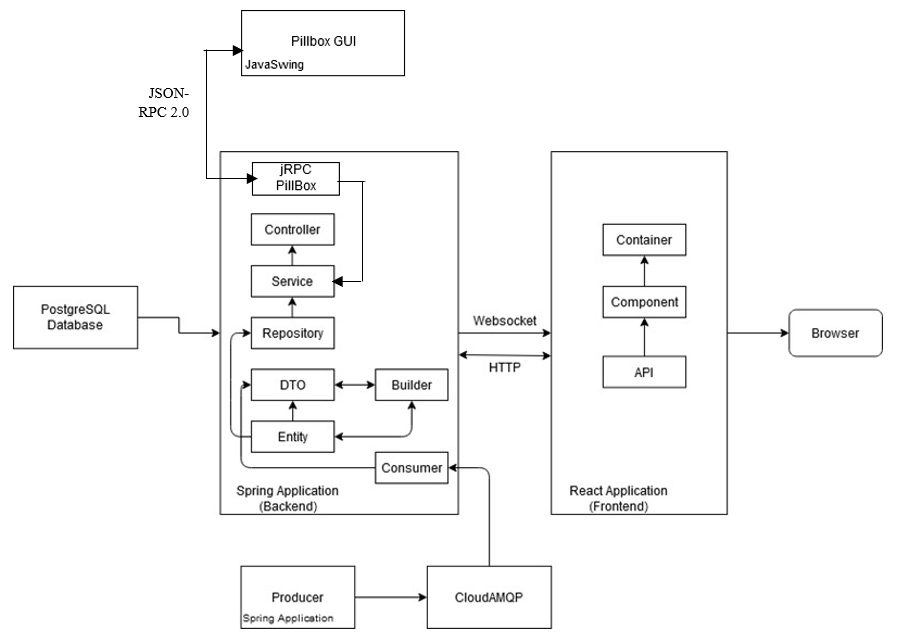 Pillbox GUI
JavaSwing
JSON-
RPC 2.0
jRPC
PillBox
Controller
Service
Repository
DTO
Builder
Entity
Consumer
Spring Application
(Backend)
PostgreSQL
Database
Websocket
HTTP
Container
Component
API
React Application
(Frontend)
Browser
Producer
Spring Application
CloudAMQP